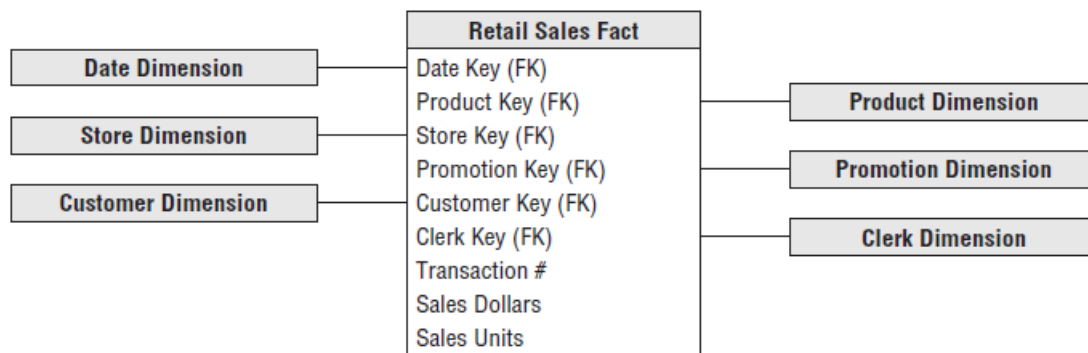 Retail Sales Fact
Date Dimension
Date Key (FK)
Product Key (FK)
Product Dimension
Store Dimension
Store Key (FK)
Promotion Key (FK)
Promotion Dimension
Customer Dimension
Customer Key (FK)
Clerk Key (FK)
Clerk Dimension
Transaction #
Sales Dollars
Sales Units